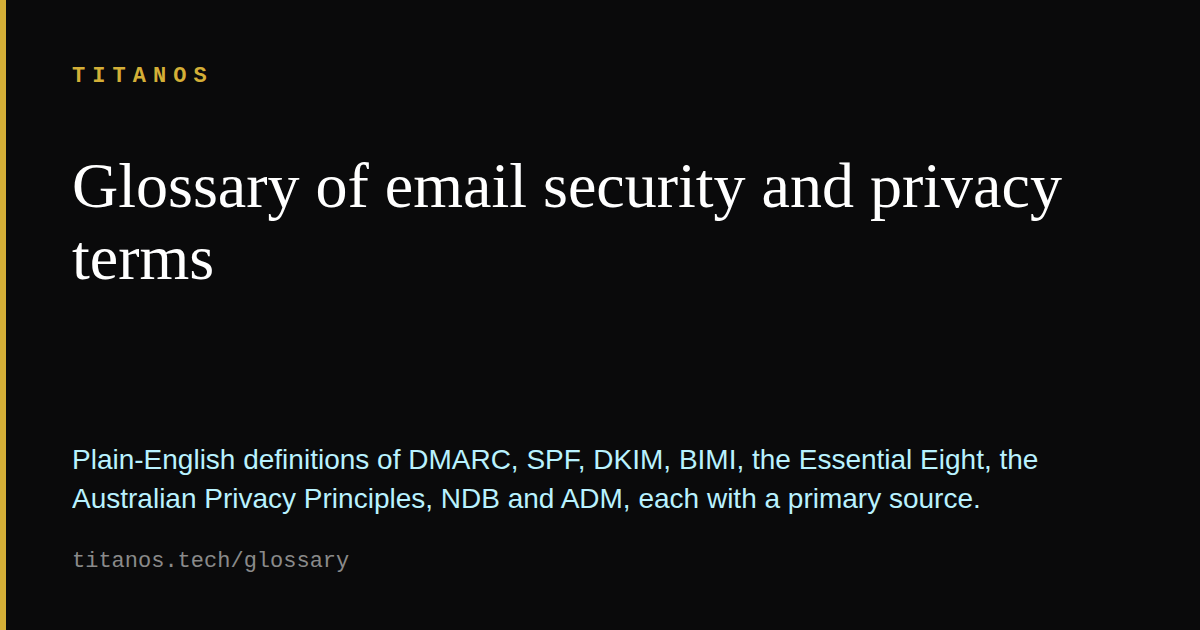 TITANOS
Glossary of email security and privacy
terms
Plain-English definitions of DMARC, SPF, DKIM, BIMI, the Essential Eight, the
Australian Privacy Principles, NDB and ADM, each with a primary source.
titanos.tech/glossary